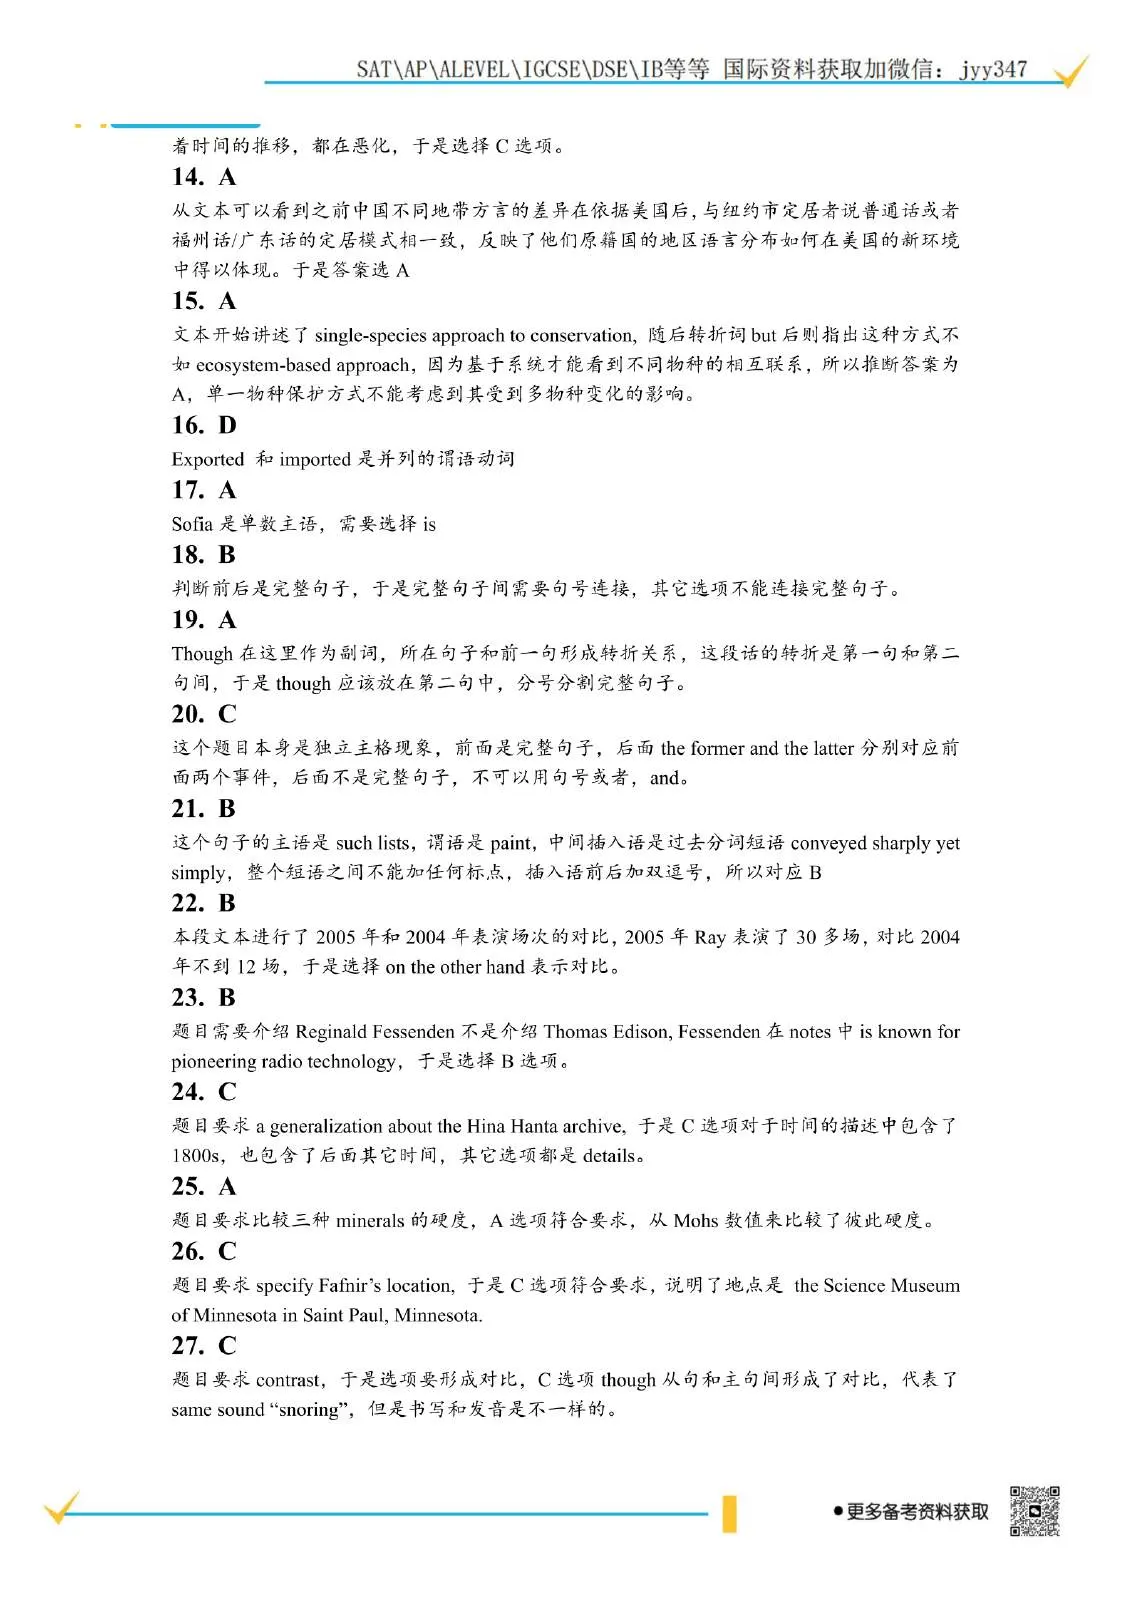 SAT\AP\ALEVEL\IGCSE\DSE\IB等等 国际资料获取加微信：jyy347
着时间的推移，都在恶化，于是选择 C 选项。
14. A
从文本可以看到之前中国不同地带方言的差异在依据美国后，与纽约市定居者说普通话或者
福州话/广东话的定居模式相一致，反映了他们原籍国的地区语言分布如何在美国的新环境
中得以体现。于是答案选 A
15. A
文本开始讲述了 single-species approach to conservation, 随后转折词 but 后则指出这种方式不
如 ecosystem-based approach，因为基于系统才能看到不同物种的相互联系，所以推断答案为
A，单一物种保护方式不能考虑到其受到多物种变化的影响。
16. D
Exported 和 imported 是并列的谓语动词
17. A
Sofia 是单数主语，需要选择 is
18. B
判断前后是完整句子，于是完整句子间需要句号连接，其它选项不能连接完整句子。
19. A
Though 在这里作为副词，所在句子和前一句形成转折关系，这段话的转折是第一句和第二
句间，于是 though 应该放在第二句中，分号分割完整句子。
20. C
这个题目本身是独立主格现象，前面是完整句子，后面 the former and the latter 分别对应前
面两个事件，后面不是完整句子，不可以用句号或者，and。
21. B
这个句子的主语是 such lists，谓语是 paint，中间插入语是过去分词短语 conveyed sharply yet
simply，整个短语之间不能加任何标点，插入语前后加双逗号，所以对应 B
22. B
本段文本进行了 2005 年和 2004 年表演场次的对比，2005 年 Ray 表演了 30 多场，对比 2004
年不到 12 场，于是选择 on the other hand 表示对比。
23. B
题目需要介绍 Reginald Fessenden 不是介绍 Thomas Edison, Fessenden 在 notes 中 is known for
pioneering radio technology，于是选择 B 选项。
24. C
题目要求 a generalization about the Hina Hanta archive, 于是 C 选项对于时间的描述中包含了
1800s，也包含了后面其它时间，其它选项都是 details。
25. A
题目要求比较三种 minerals 的硬度，A 选项符合要求，从 Mohs 数值来比较了彼此硬度。
26. C
题目要求 specify Fafnir’s location, 于是 C 选项符合要求，说明了地点是 the Science Museum
of Minnesota in Saint Paul, Minnesota.
27. C
题目要求 contrast，于是选项要形成对比，C 选项 though 从句和主句间形成了对比，代表了
same sound “snoring”，但是书写和发音是不一样的。
●更多备考资料获取